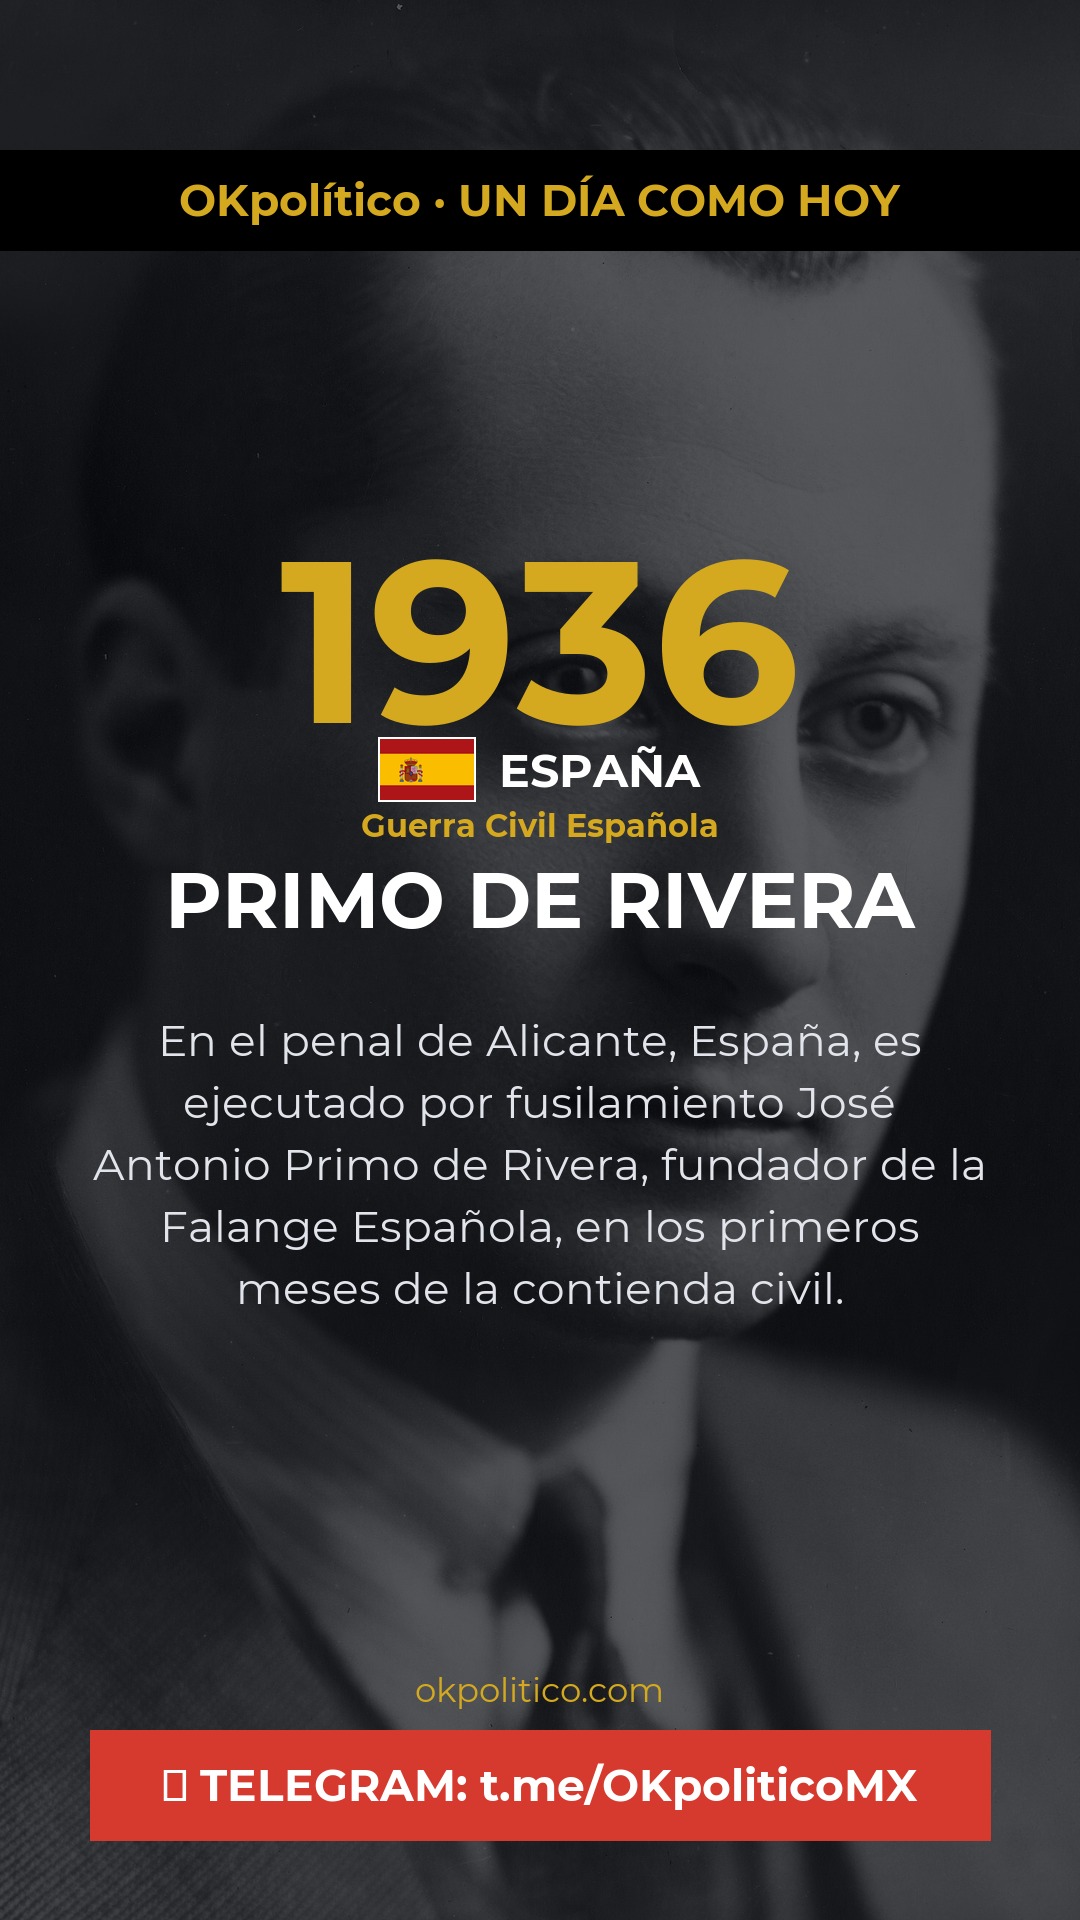 OKpolítico · UN DÍA COMO HOY
1936
ESPAÑA
Guerra Civil Española
PRIMO DE RIVERA
En el penal de Alicante, España, es
ejecutado por fusilamiento José
Antonio Primo de Rivera, fundador de la
Falange Española, en los primeros
meses de la contienda civil.
okpolitico.com
TELEGRAM: t.me/OKpoliticoMX